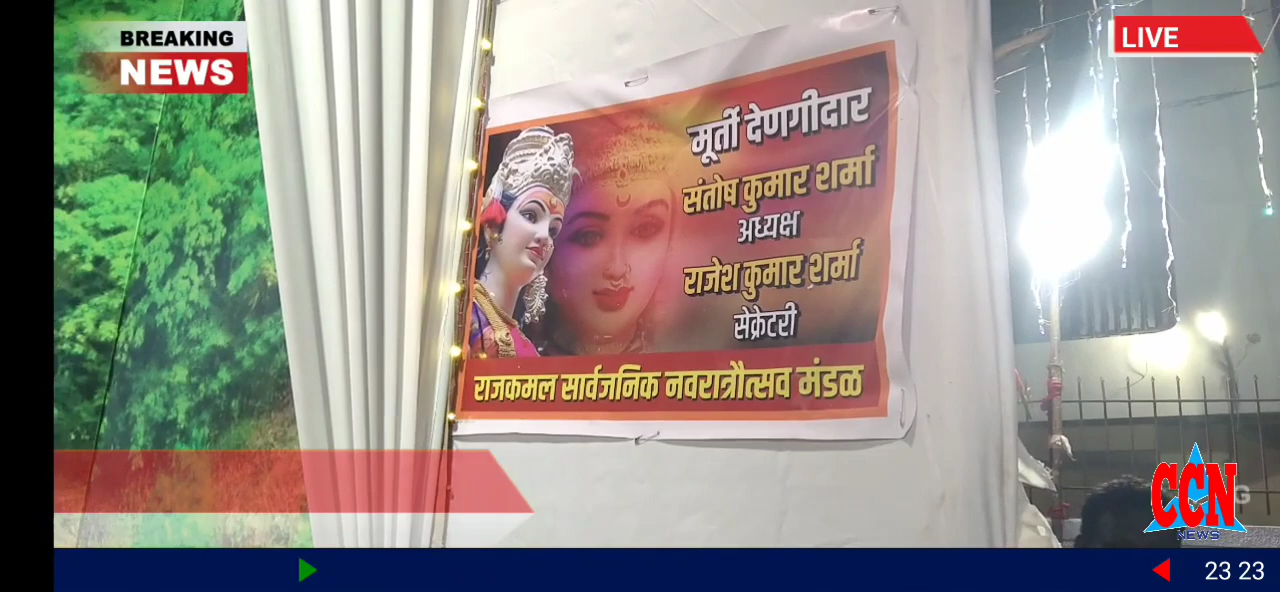 BREAKING
NEWS
LIVE
मूर्ती देणगीदार
संतोष कुमार शर्मा
अध्यक्ष
राजेश कुमार शर्मा
सेक्रेटरी
राजकमल सार्वजनिक नवरात्रौत्सव मंडळ
CCN
NEWS
23 23